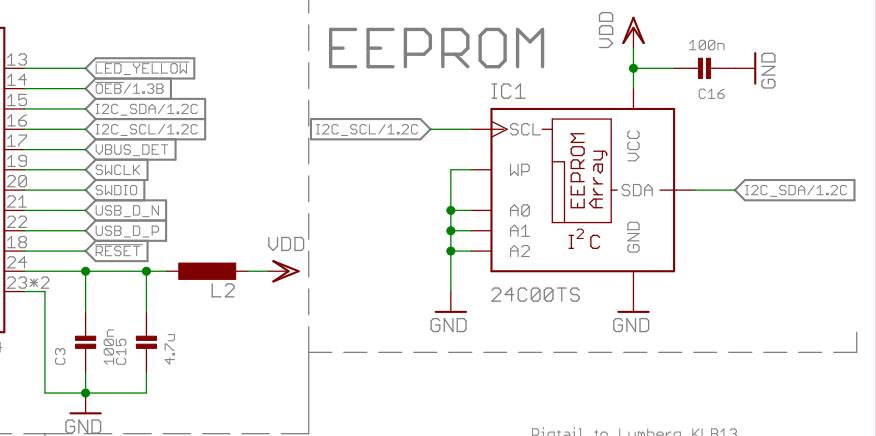 EEPROM
13 LED_YELLOW
14 OEB/1.3B
15 I2C_SDA/1.2C
16 I2C_SCL/1.2C
17 VBUS_DET
19 SWCLK
20 SWDIO
21 USB_D_N
22 USB_D_P
18 RESET
24
23*2
VDD
L2
C3
100n
C15
4.7u
GND
VDD
100n
C16
GND
IC1
I2C_SCL/1.2C
SCL
WP
A0
A1
A2
EEPROM
Array
I²C
VCC
SDA
GND
I2C_SDA/1.2C
24C00TS
GND
GND
Pigtail to Lumberg KLB13